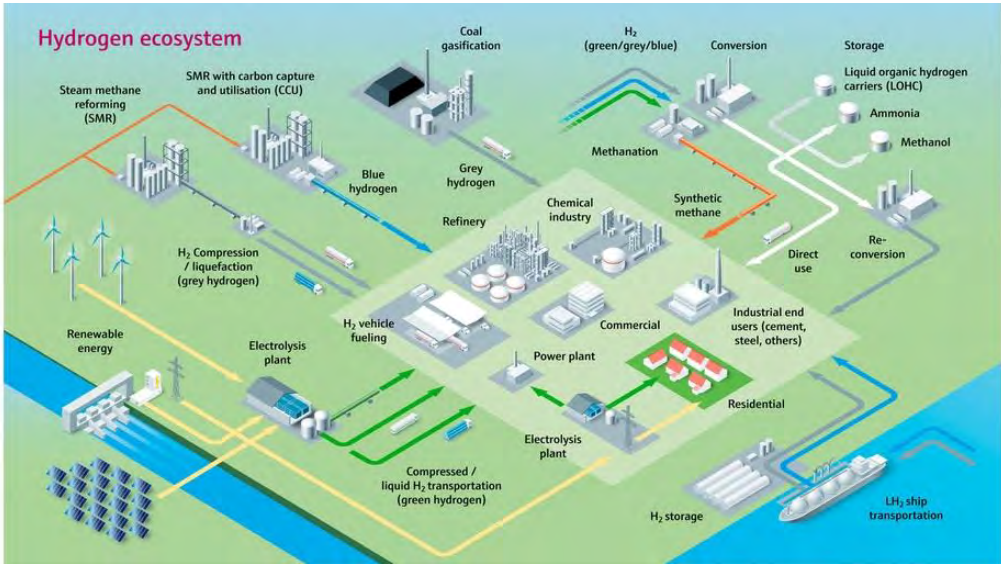 Hydrogen ecosystem
Coal
gasification
H₂
(green/grey/blue)
Conversion
Storage
Liquid organic hydrogen
carriers (LOHC)
Ammonia
Methanol
Steam methane
reforming
(SMR)
SMR with carbon capture
and utilisation (CCU)
Blue
hydrogen
Grey
hydrogen
Methanation
Synthetic
methane
Direct
use
Re-
conversion
Refinery
Chemical
industry
H₂ Compression
/ liquefaction
(grey hydrogen)
H₂ vehicle
fueling
Commercial
Industrial end
users (cement,
steel, others)
Renewable
energy
Electrolysis
plant
Power plant
Residential
Electrolysis
plant
Compressed /
liquid H₂ transportation
(green hydrogen)
H₂ storage
LH₂ ship
transportation